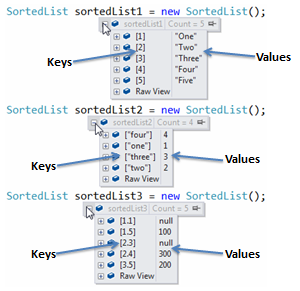 SortedList sortedList1 = new SortedList();
sortedList1 Count = 5
[1] "One"
[2] "Two"
[3] "Three"
[4] "Four"
[5] "Five"
Raw View
Keys
Values
SortedList sortedList2 = new SortedList();
sortedList2 Count = 4
["four"] 4
["one"] 1
["three"] 3
["two"] 2
Raw View
Keys
Values
SortedList sortedList3 = new SortedList();
sortedList3 Count = 5
[1.1] null
[1.5] 100
[2.3] null
[2.4] 300
[3.5] 200
Raw View
Keys
Values